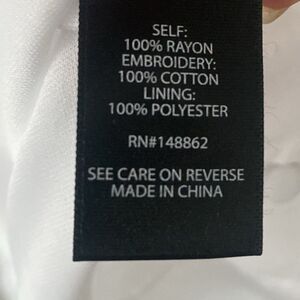 SELF:
100% RAYON
EMBROIDERY:
100% COTTON
LINING:
100% POLYESTER
RN#148862
SEE CARE ON REVERSE
MADE IN CHINA